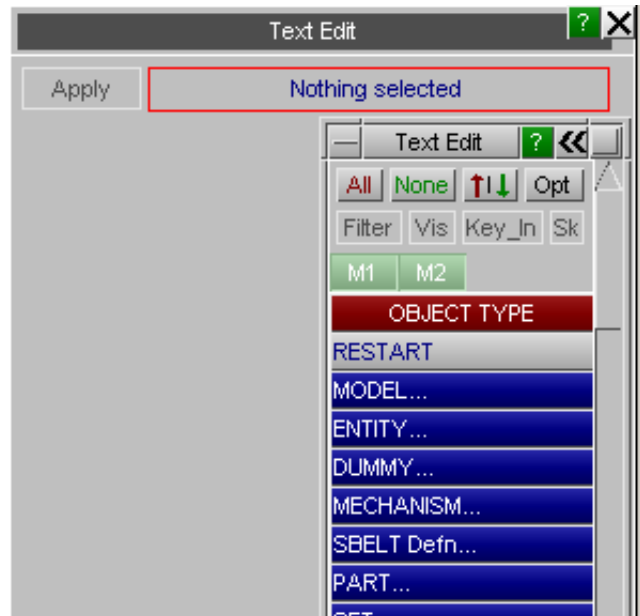 Text Edit ? X
Apply Nothing selected
Text Edit ?
All None Opt
Filter Vis Key_In Sk
M1 M2
OBJECT TYPE
RESTART
MODEL...
ENTITY...
DUMMY...
MECHANISM...
SBELT Defn...
PART...